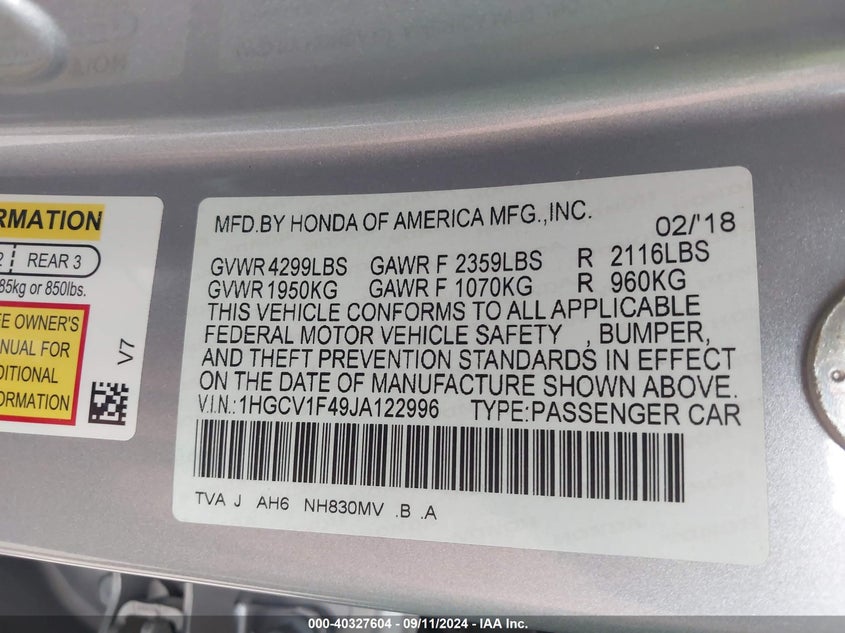 RMATION
2 REAR 3
85kg or 850lbs.
E OWNER'S
NUAL FOR
DITIONAL
ORMATION
V7
MFD.BY HONDA OF AMERICA MFG.,INC. 02/'18
GVWR 4299LBS GAWR F 2359LBS R 2116LBS
GVWR 1950KG GAWR F 1070KG R 960KG
THIS VEHICLE CONFORMS TO ALL APPLICABLE
FEDERAL MOTOR VEHICLE SAFETY , BUMPER,
AND THEFT PREVENTION STANDARDS IN EFFECT
ON THE DATE OF MANUFACTURE SHOWN ABOVE.
V.I.N.:1HGCV1F49JA122996 TYPE:PASSENGER CAR
TVA J AH6 NH830MV .B .A
000-40327604 - 09/11/2024 - IAA Inc.